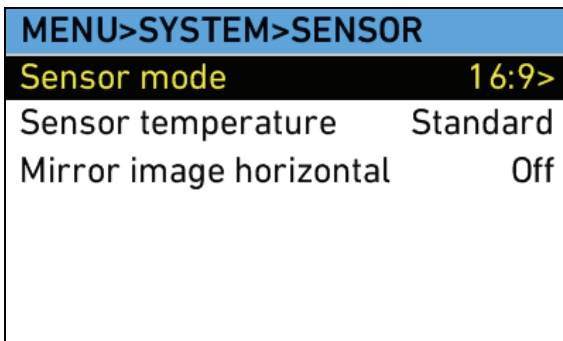 MENU>SYSTEM>SENSOR
Sensor mode 16:9>
Sensor temperature Standard
Mirror image horizontal Off